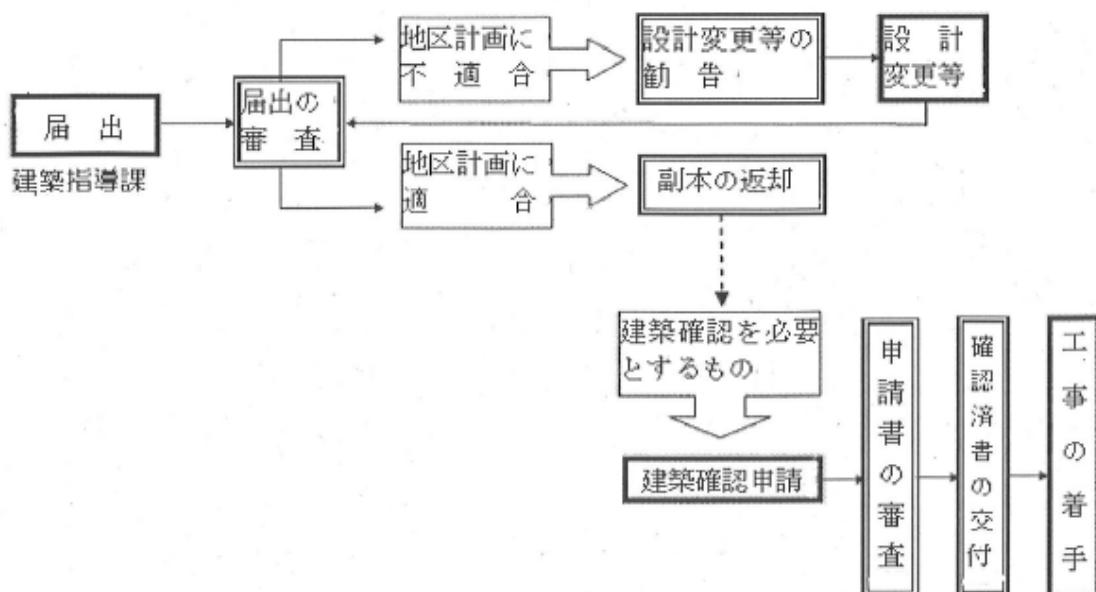 地区計画に
不適合
設計変更等の
勧告
設計
変更等
届出
建築指導課
届出の
審査
地区計画に
適合
副本の返却
建築確認を必要
とするもの
建築確認申請
申請書の審査
確認済書の交付
工事の着手